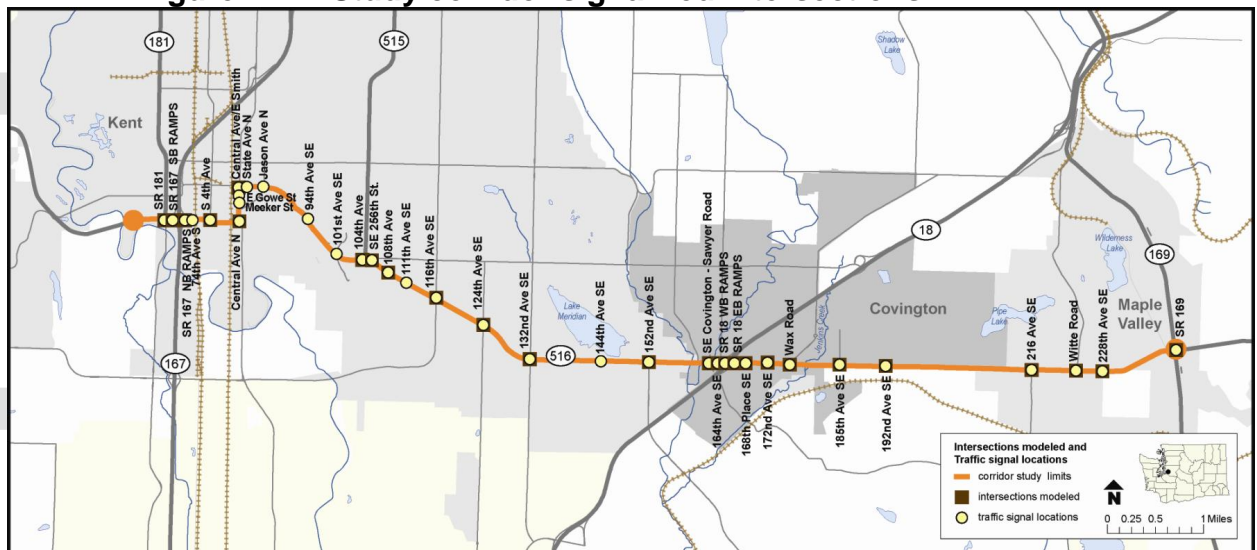 181
515
Shadow Lake
Kent
SR 181
SR 167 SB RAMPS
S 4th Ave
Central Ave/E Smith
State Ave N
Jason Ave N
E Gowe St
Meeker St
94th Ave SE
101st Ave SE
104th Ave
SE 256th St.
108th Ave
111th Ave SE
116th Ave SE
124th Ave SE
132nd Ave SE
SR 167 NB RAMPS
74th Ave S
Central Ave N
167
Lake Meridian
516
144th Ave SE
152nd Ave SE
SE Covington - Sawyer Road
SR 18 WB RAMPS
SR 18 EB RAMPS
Wax Road
Jenkins Creek
164th Ave SE
168th Place SE
172nd Ave SE
185th Ave SE
192nd Ave SE
18
Covington
Pipe Lake
Wilderness Lake
169
Maple Valley
216 Ave SE
Witte Road
228th Ave SE
SR 169
Intersections modeled and
Traffic signal locations
corridor study limits
intersections modeled
traffic signal locations
N
0 0.25 0.5 1 Miles